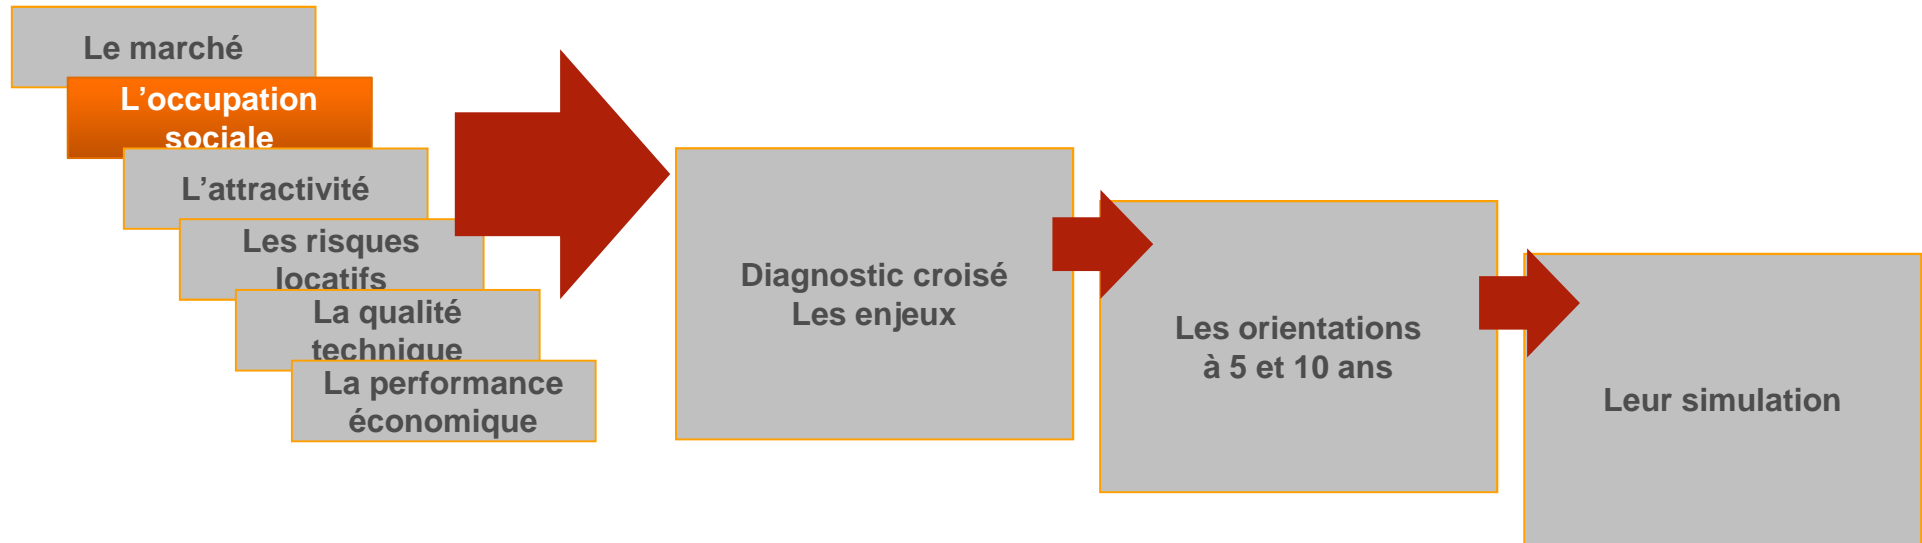 Le marché
L’occupation
sociale
L’attractivité
Les risques
locatifs
La qualité
technique
La performance
économique
Diagnostic croisé
Les enjeux
Les orientations
à 5 et 10 ans
Leur simulation